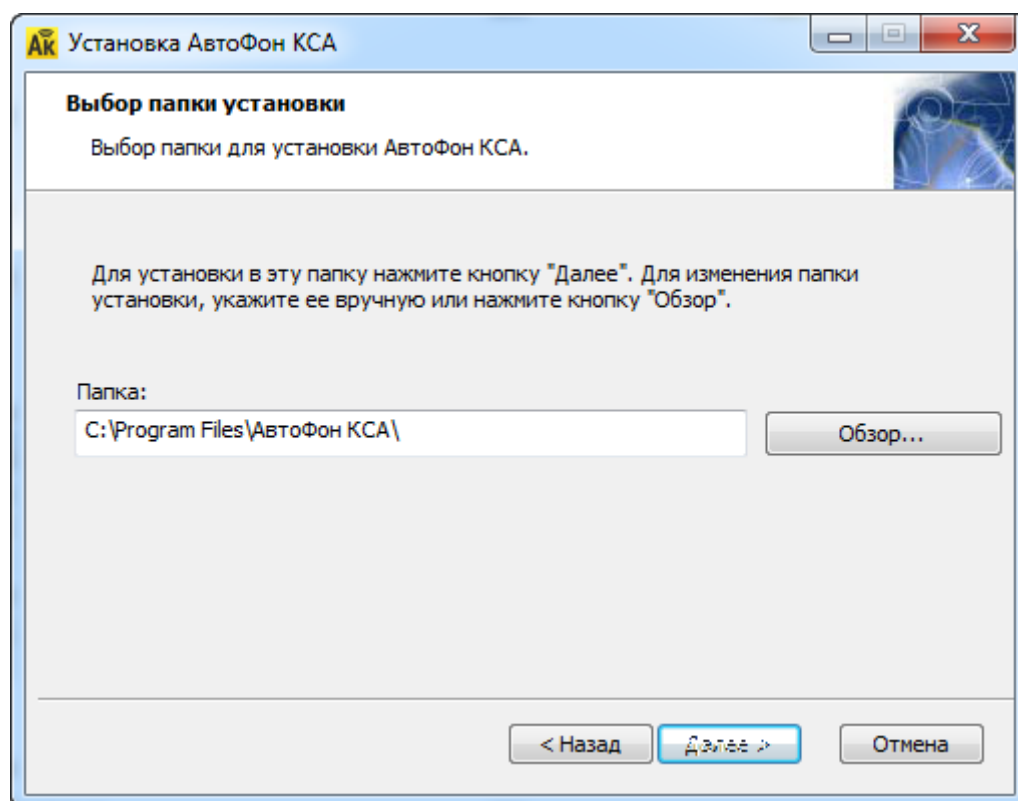 АК Установка АвтоФон КСА
Выбор папки установки
Выбор папки для установки АвтоФон КСА.
Для установки в эту папку нажмите кнопку "Далее". Для изменения папки
установки, укажите ее вручную или нажмите кнопку "Обзор".
Папка:
C:\Program Files\АвтоФон КСА\
Обзор...
< Назад
Далее >
Отмена